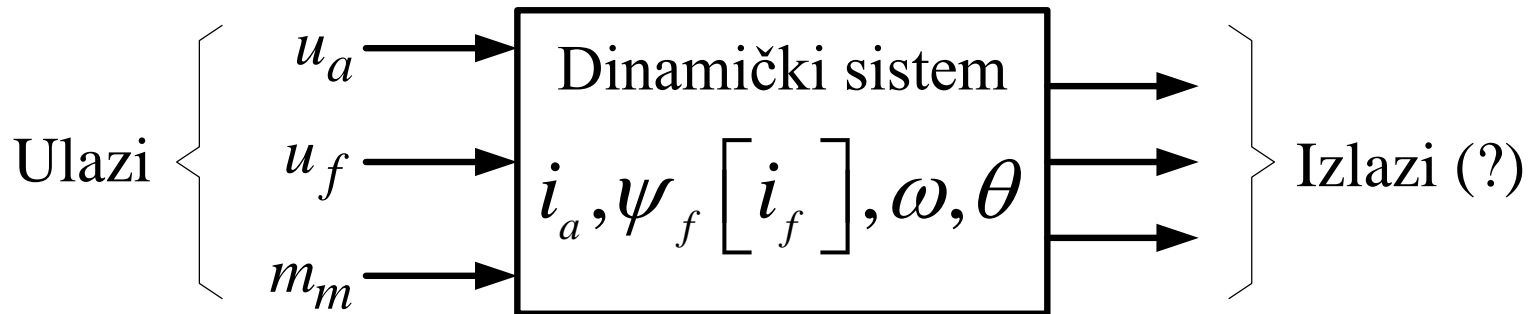 Ulazi
u_a
u_f
m_m
Dinamički sistem
i_a, ψ_f [i_f], ω, θ
Izlazi (?)